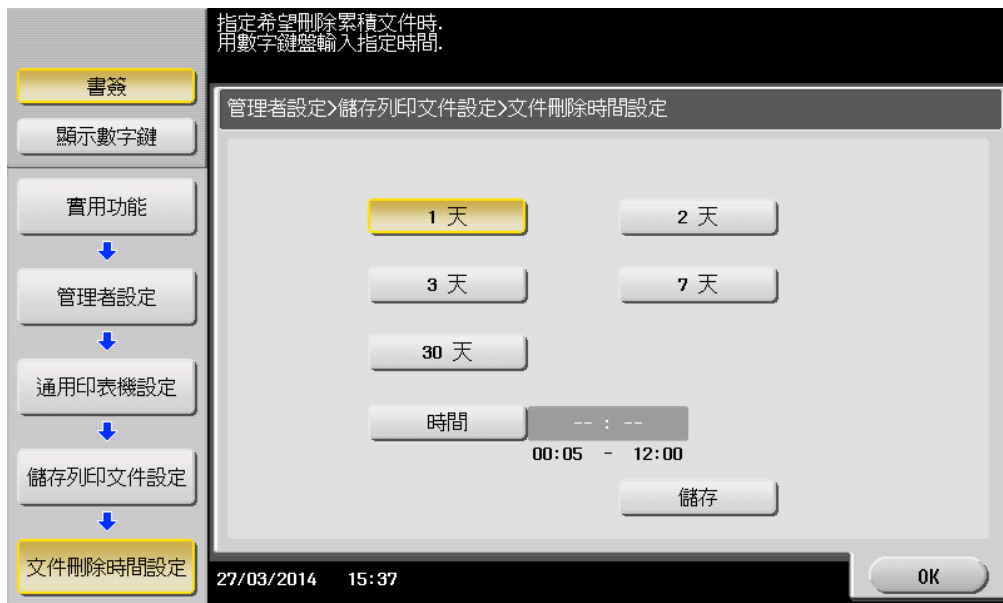 指定希望刪除累積文件時.
用數字鍵盤輸入指定時間.
書簽
顯示數字鍵
管理者設定>儲存列印文件設定>文件刪除時間設定
實用功能
管理者設定
通用印表機設定
儲存列印文件設定
文件刪除時間設定
1 天
2 天
3 天
7 天
30 天
時間
-- : --
00:05 - 12:00
儲存
27/03/2014 15:37
OK